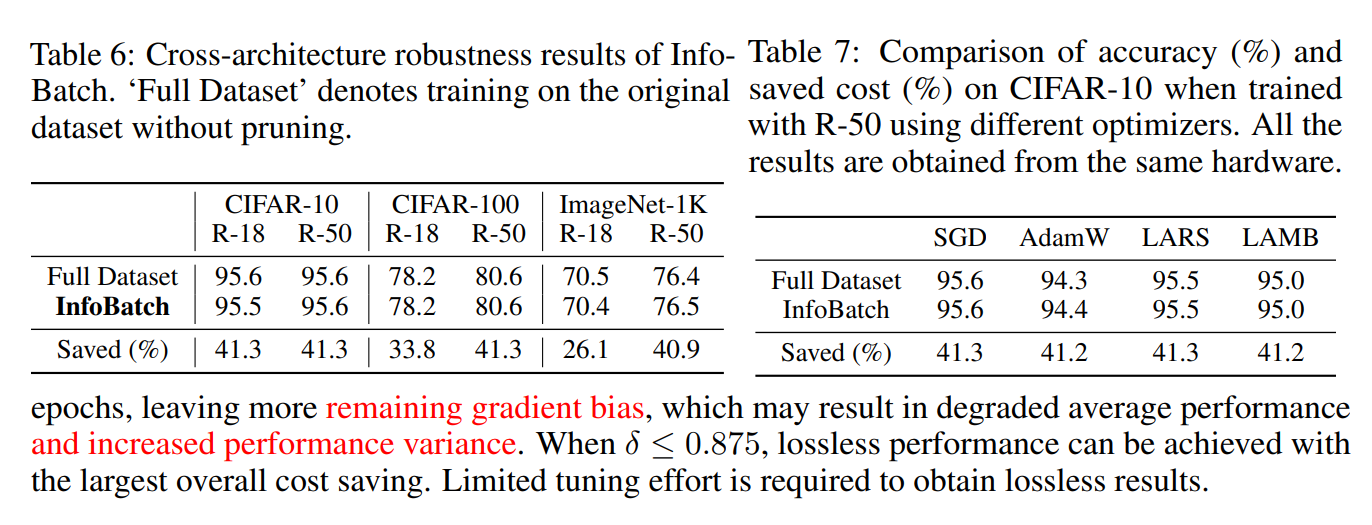 Table 6: Cross-architecture robustness results of Info-
Batch. ‘Full Dataset’ denotes training on the original
dataset without pruning.
CIFAR-10 CIFAR-100 ImageNet-1K
R-18 R-50 R-18 R-50 R-18 R-50
Full Dataset 95.6 95.6 78.2 80.6 70.5 76.4
InfoBatch 95.5 95.6 78.2 80.6 70.4 76.5
Saved (%) 41.3 41.3 33.8 41.3 26.1 40.9
Table 7: Comparison of accuracy (%) and
saved cost (%) on CIFAR-10 when trained
with R-50 using different optimizers. All the
results are obtained from the same hardware.
SGD AdamW LARS LAMB
Full Dataset 95.6 94.3 95.5 95.0
InfoBatch 95.6 94.4 95.5 95.0
Saved (%) 41.3 41.2 41.3 41.2
epochs, leaving more remaining gradient bias, which may result in degraded average performance
and increased performance variance. When δ ≤ 0.875, lossless performance can be achieved with
the largest overall cost saving. Limited tuning effort is required to obtain lossless results.